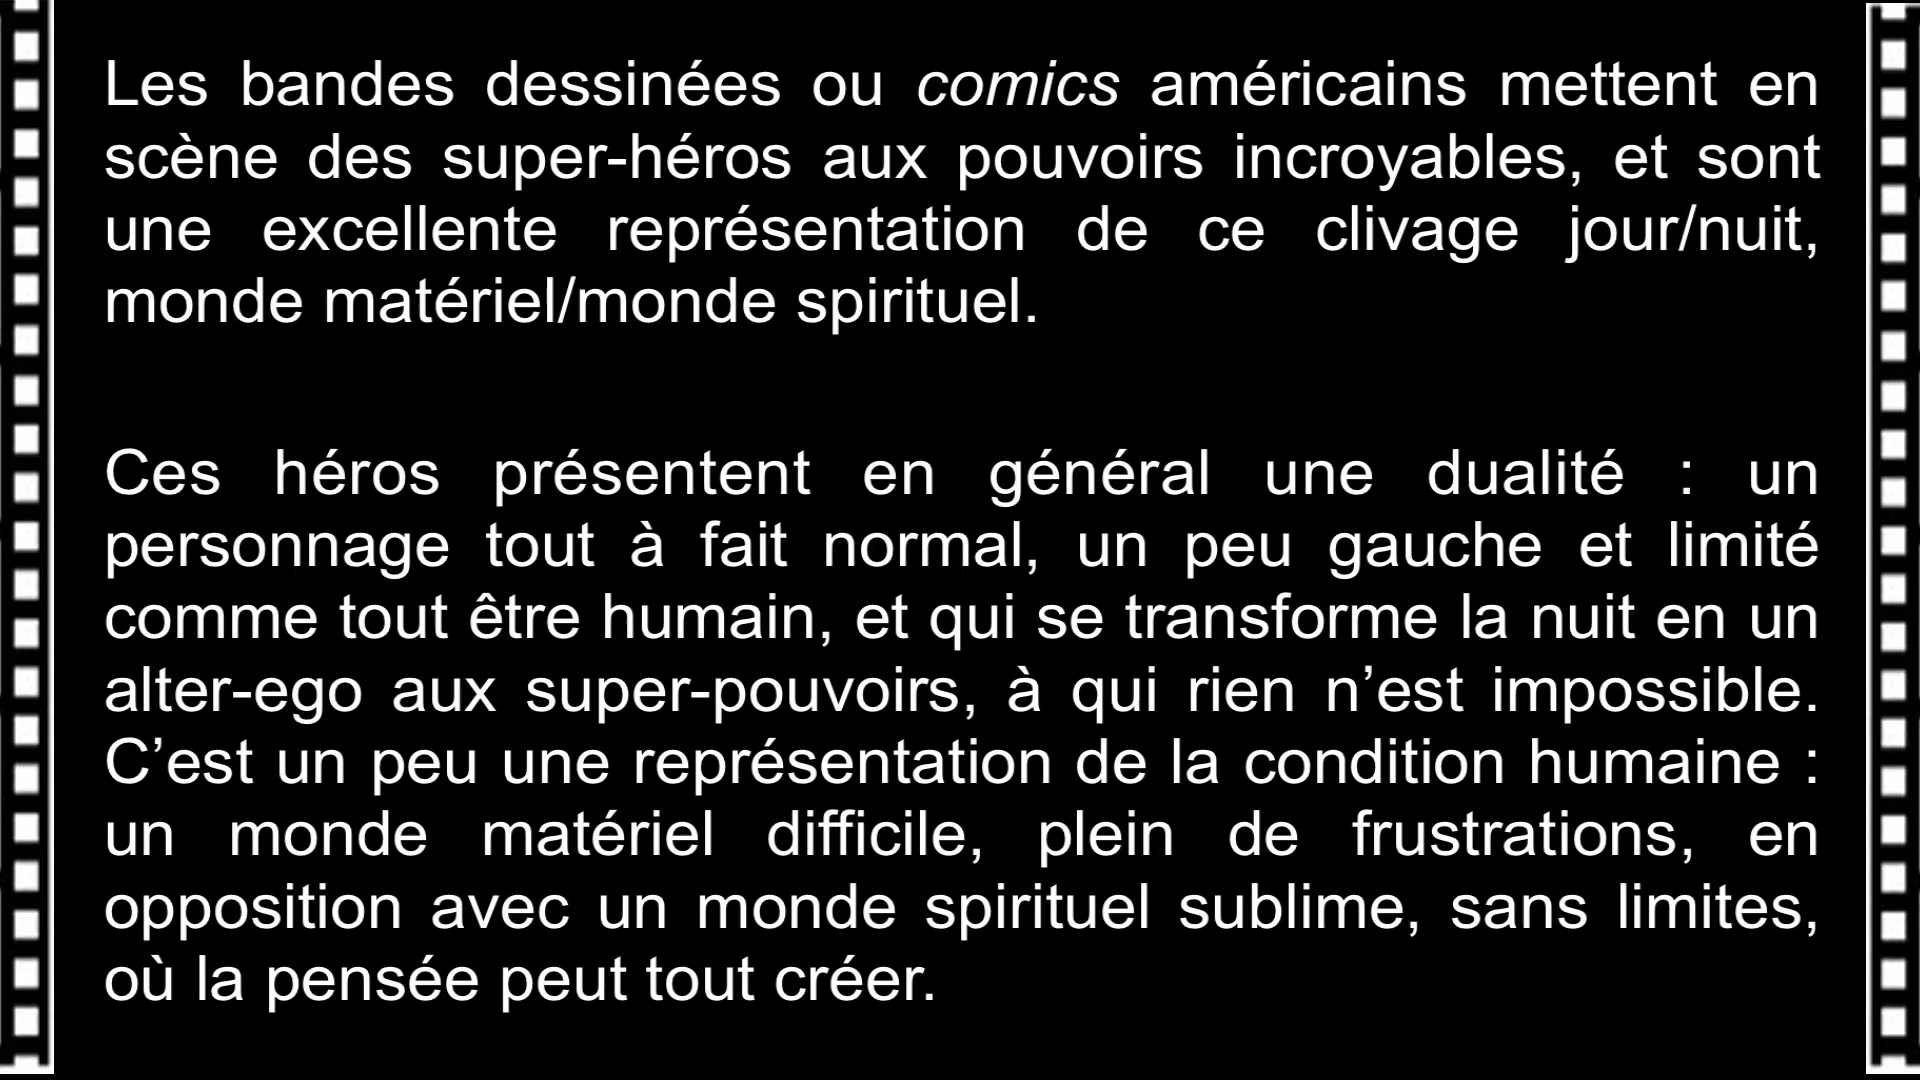 Les bandes dessinées ou comics américains mettent en
scène des super-héros aux pouvoirs incroyables, et sont
une excellente représentation de ce clivage jour/nuit,
monde matériel/monde spirituel.
Ces héros présentent en général une dualité : un
personnage tout à fait normal, un peu gauche et limité
comme tout être humain, et qui se transforme la nuit en un
alter-ego aux super-pouvoirs, à qui rien n’est impossible.
C’est un peu une représentation de la condition humaine :
un monde matériel difficile, plein de frustrations, en
opposition avec un monde spirituel sublime, sans limites,
où la pensée peut tout créer.